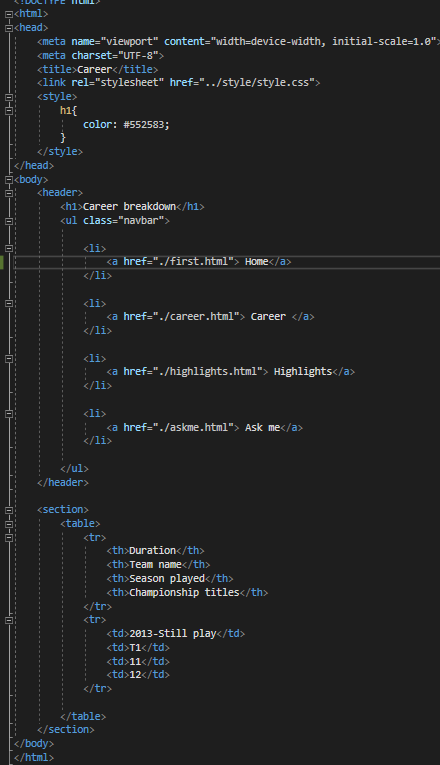 <!DOCTYPE html>
<html>
<head>
    <meta name="viewport" content="width=device-width, initial-scale=1.0">
    <meta charset="UTF-8">
    <title>Career</title>
    <link rel="stylesheet" href="../style/style.css">
    <style>
        h1{
            color: #552583;
        }
    </style>
</head>
<body>
    <header>
        <h1>Career breakdown</h1>
        <ul class="navbar">
            <li>
                <a href="./first.html"> Home</a>
            </li>
            <li>
                <a href="./career.html"> Career </a>
            </li>
            <li>
                <a href="./highlights.html"> Highlights</a>
            </li>
            <li>
                <a href="./askme.html"> Ask me</a>
            </li>
        </ul>
    </header>
    <section>
        <table>
            <tr>
                <th>Duration</th>
                <th>Team name</th>
                <th>Season played</th>
                <th>Championship titles</th>
            </tr>
            <tr>
                <td>2013-Still play</td>
                <td>T1</td>
                <td>11</td>
                <td>12</td>
            </tr>
        </table>
    </section>
</body>
</html>